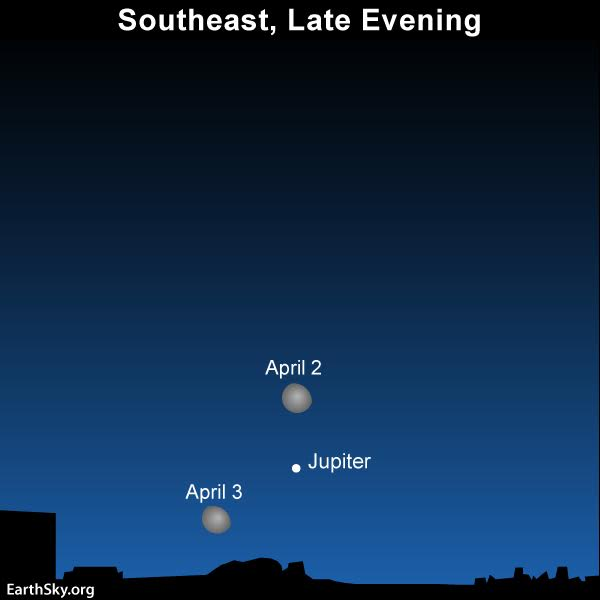 Southeast, Late Evening
April 2
Jupiter
April 3
EarthSky.org